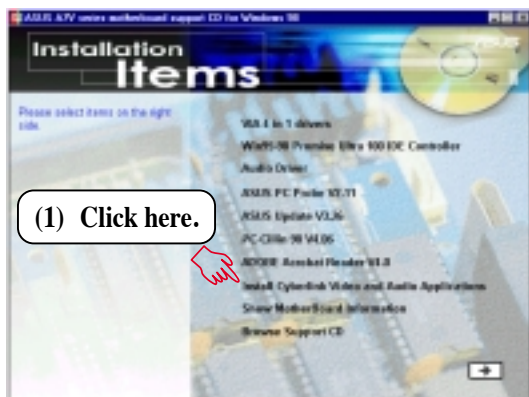 ASUS A7V series motherboard support CD for Windows 98
Installation
Items
Please select items on the right
side.
VIA 4 in 1 drivers
Win95-98 Promise Ultra 100 IDE Controller
Audio Driver
ASUS PC Probe V2.11
ASUS Update V3.26
PC-Cillin 98 V4.06
ADOBE Acrobat Reader V4.0
Install Cyberlink Video and Audio Applications
Show MotherBoard Information
Browse Support CD
(1) Click here.